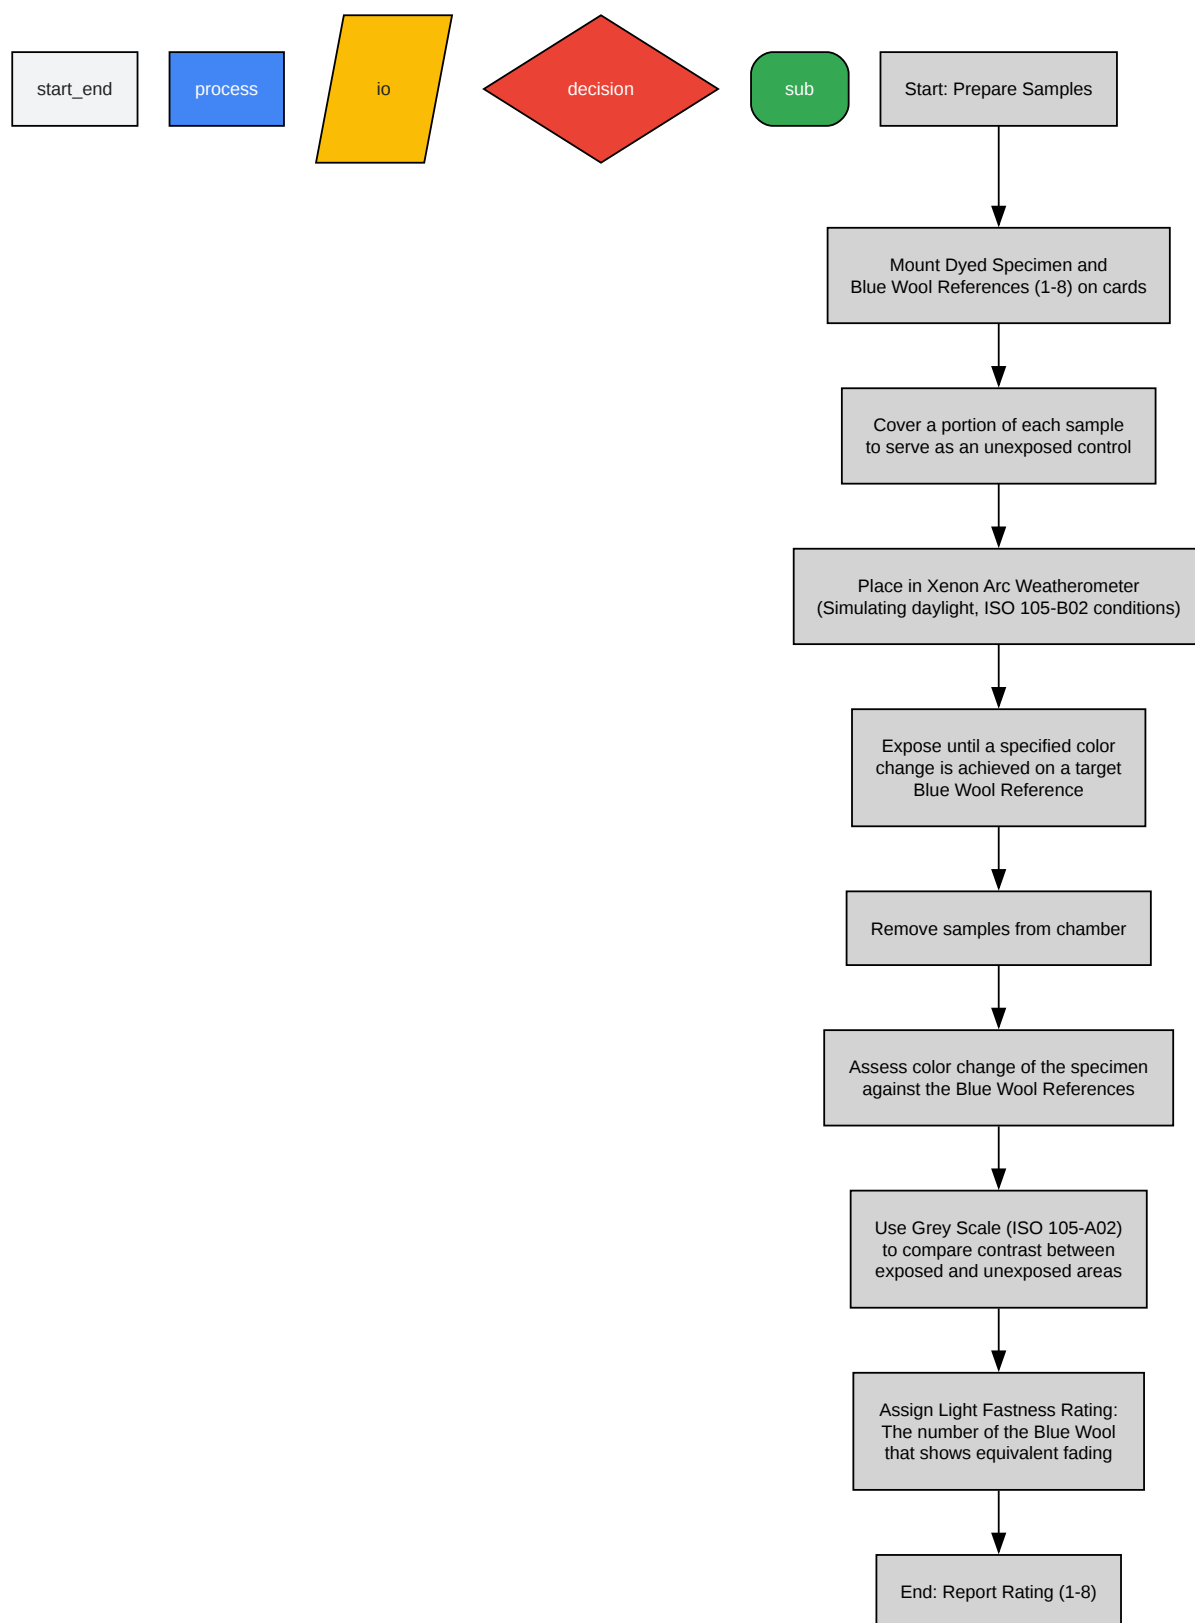 start_end
process
io
decision
sub
Start: Prepare Samples
Mount Dyed Specimen and
Blue Wool References (1-8) on cards
Cover a portion of each sample
to serve as an unexposed control
Place in Xenon Arc Weatherometer
(Simulating daylight, ISO 105-B02 conditions)
Expose until a specified color
change is achieved on a target
Blue Wool Reference
Remove samples from chamber
Assess color change of the specimen
against the Blue Wool References
Use Grey Scale (ISO 105-A02)
to compare contrast between
exposed and unexposed areas
Assign Light Fastness Rating:
The number of the Blue Wool
that shows equivalent fading
End: Report Rating (1-8)